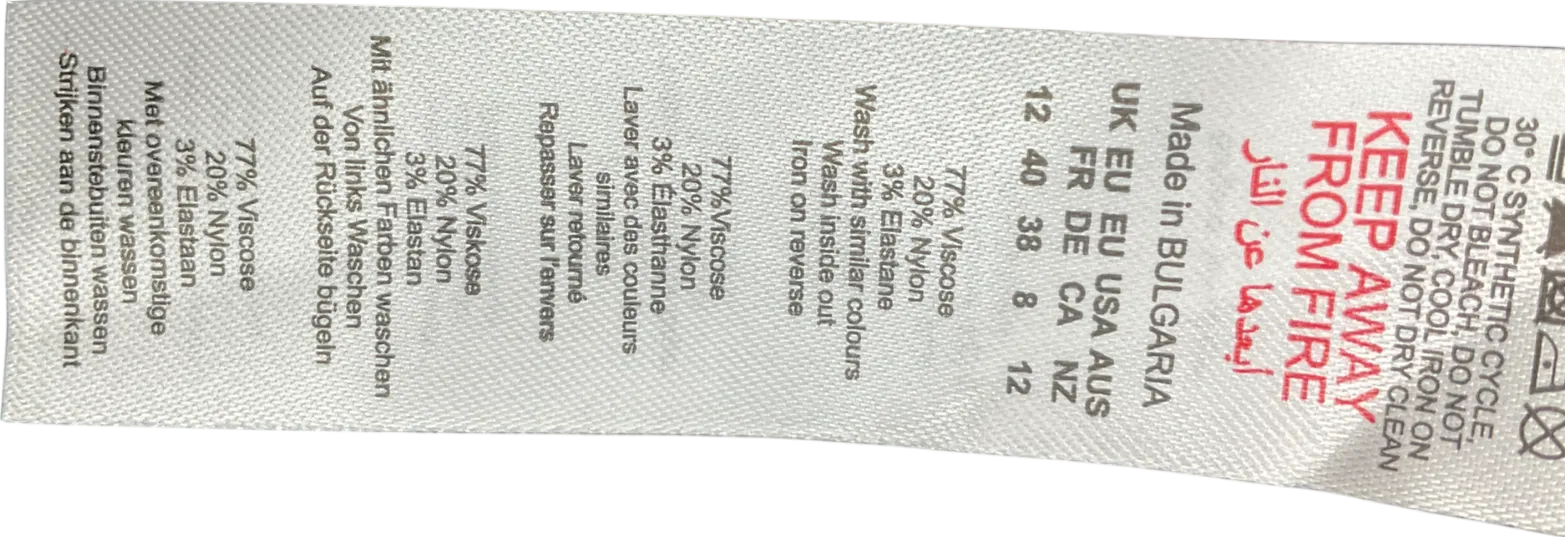 30° C SYNTHETIC CYCLE,
DO NOT BLEACH, DO NOT
TUMBLE DRY, COOL IRON ON
REVERSE, DO NOT DRY CLEAN
KEEP AWAY
FROM FIRE
أبعدها عن النار
Made in BULGARIA
UK EU EU USA AUS
FR DE CA NZ
12 40 38 8 12
77% Viscose
20% Nylon
3% Elastane
Wash with similar colours
Wash inside out
Iron on reverse
77%Viscose
20% Nylon
3% Élasthanne
Laver avec des couleurs
similaires
Laver retourné
Repasser sur l'envers
77% Viskose
20% Nylon
3% Elastan
Mit ähnlichen Farben waschen
Von links Waschen
Auf der Rückseite bügeln
77% Viscose
20% Nylon
3% Elastaan
Met overeenkomstige
kleuren wassen
Binnenstebuiten wassen
Strijken aan de binnenkant